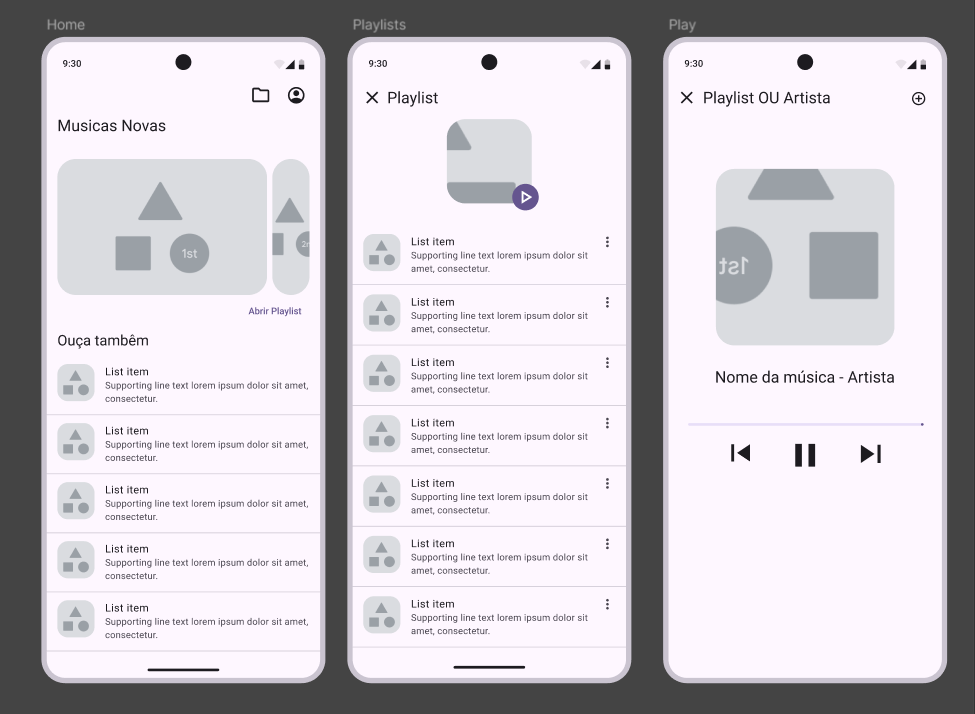 Home
9:30
Musicas Novas
1st
Abrir Playlist
Ouça também
List item
Supporting line text lorem ipsum dolor sit amet,
consectetur.
List item
Supporting line text lorem ipsum dolor sit amet,
consectetur.
List item
Supporting line text lorem ipsum dolor sit amet,
consectetur.
List item
Supporting line text lorem ipsum dolor sit amet,
consectetur.
List item
Supporting line text lorem ipsum dolor sit amet,
consectetur.
Playlists
9:30
Playlist
List item
Supporting line text lorem ipsum dolor sit
amet, consectetur.
List item
Supporting line text lorem ipsum dolor sit
amet, consectetur.
List item
Supporting line text lorem ipsum dolor sit
amet, consectetur.
List item
Supporting line text lorem ipsum dolor sit
amet, consectetur.
List item
Supporting line text lorem ipsum dolor sit
amet, consectetur.
List item
Supporting line text lorem ipsum dolor sit
amet, consectetur.
List item
Supporting line text lorem ipsum dolor sit
amet, consectetur.
Play
9:30
Playlist OU Artista
1st
Nome da música - Artista